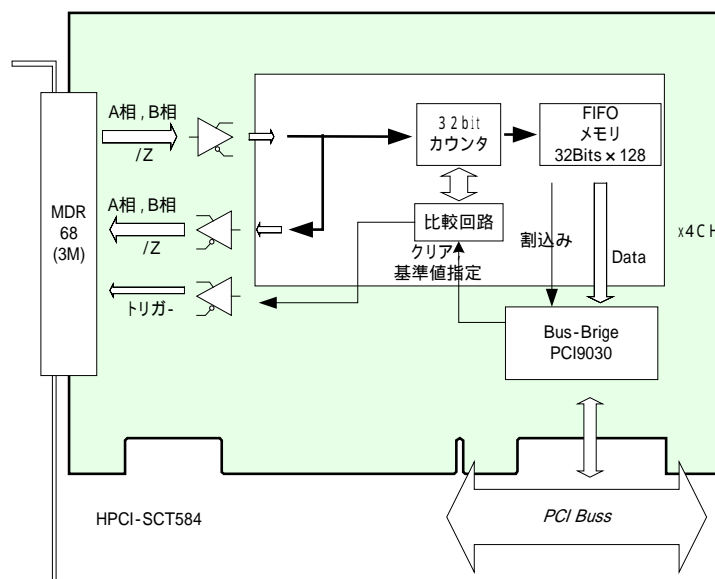 A相 , B相
/Z
MDR
68
(3M)
A相, B相
/Z
トリガ-
32bit
カウンタ
FIFO
メモリ
32Bits × 128
比較回路
クリア,
基準値指定
割込み
Data
x4CH
Bus-Brige
PCI9030
HPCI-SCT584
PCI Buss